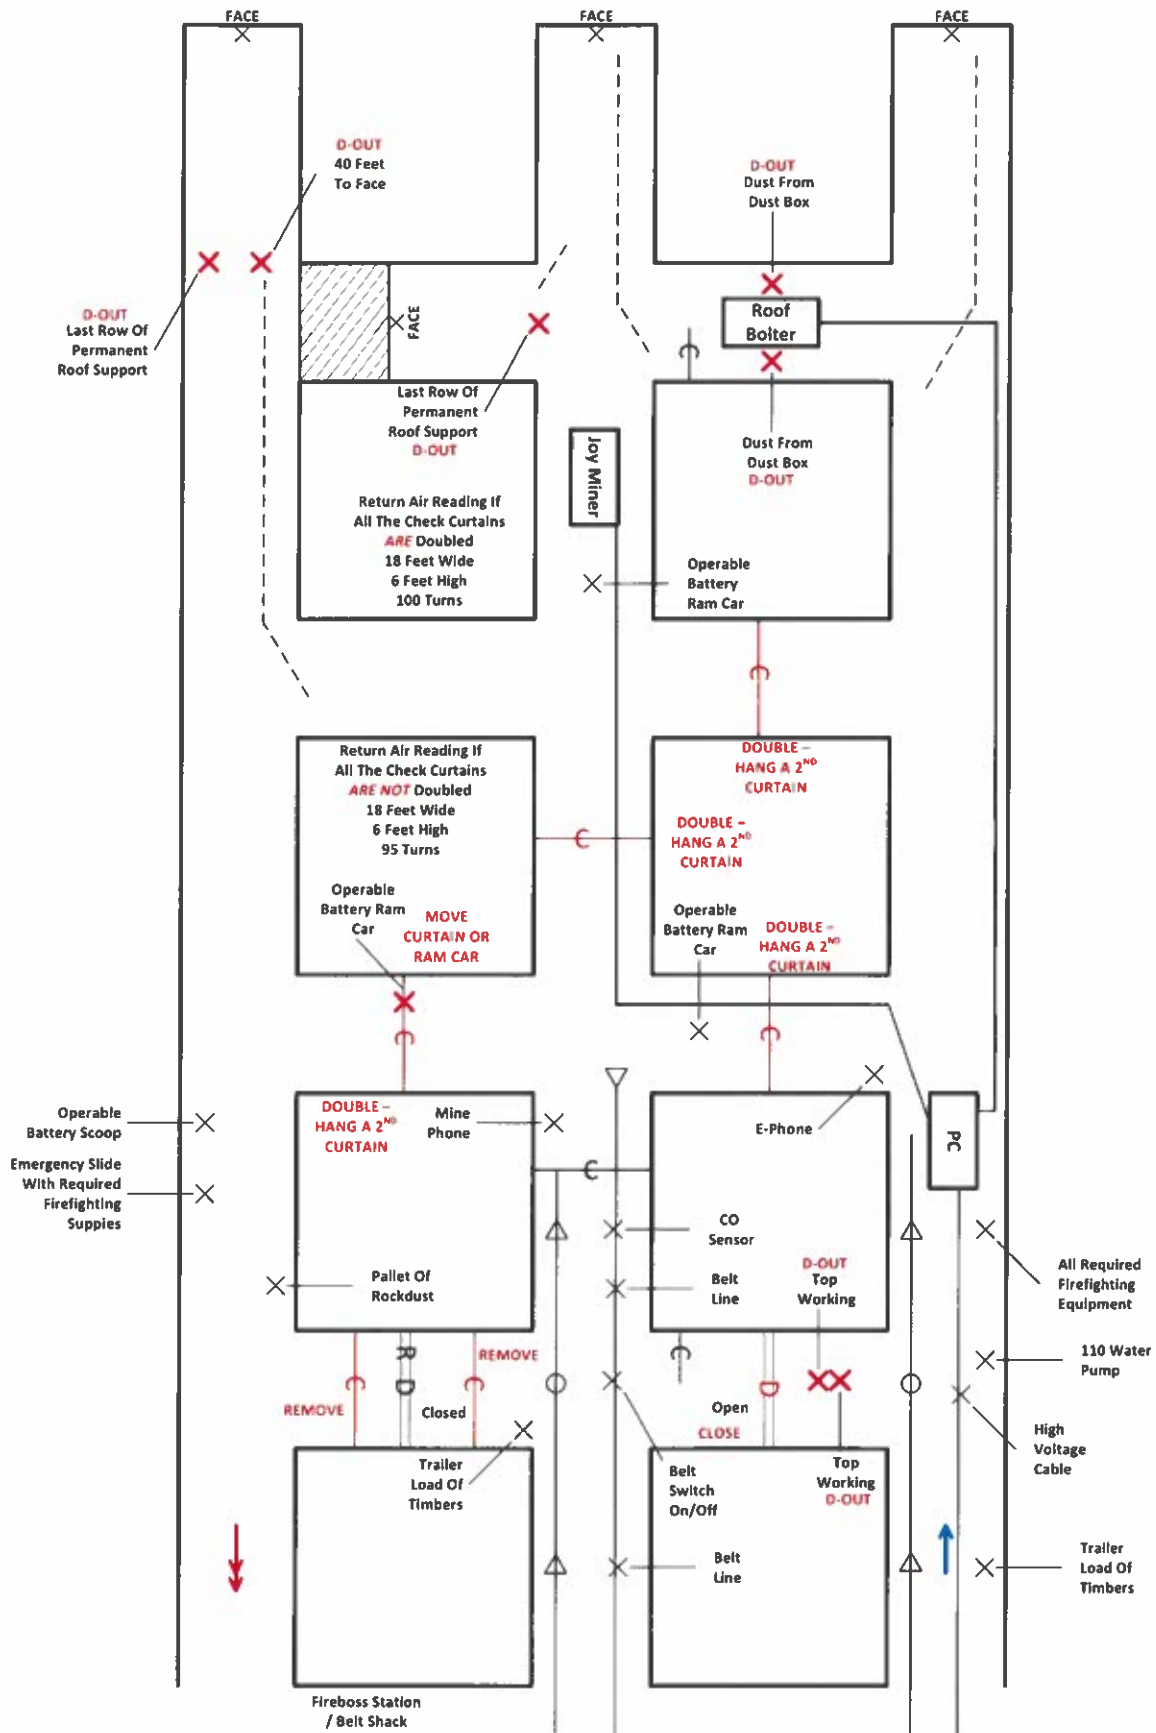 FACE
FACE
FACE
D-OUT
40 Feet
To Face
D-OUT
Dust From
Dust Box
D-OUT
Last Row Of
Permanent
Roof Support
FACE
Roof
Bolter
C
Last Row Of
Permanent
Roof Support
D-OUT
Joy Miner
Dust From
Dust Box
D-OUT
Return Air Reading If
All The Check Curtains
ARE Doubled
18 Feet Wide
6 Feet High
100 Turns
Operable
Battery
Ram Car
C
Return Air Reading If
All The Check Curtains
ARE NOT Doubled
18 Feet Wide
6 Feet High
95 Turns
DOUBLE –
HANG A 2ND
CURTAIN
C
DOUBLE –
HANG A 2ND
CURTAIN
Operable
Battery Ram
Car
MOVE
CURTAIN OR
RAM CAR
Operable
Battery Ram
Car
DOUBLE –
HANG A 2ND
CURTAIN
C
C
Operable
Battery Scoop
DOUBLE –
HANG A 2ND
CURTAIN
Mine
Phone
E-Phone
PC
Emergency Slide
With Required
Firefighting
Suppies
C
CO
Sensor
Pallet Of
Rockdust
Belt
Line
D-OUT
Top
Working
All Required
Firefighting
Equipment
REMOVE
C
R D
C
REMOVE
Closed
C
D
Open
CLOSE
110 Water
Pump
High
Voltage
Cable
Trailer
Load Of
Timbers
Belt
Switch
On/Off
Top
Working
D-OUT
Belt
Line
Trailer
Load Of
Timbers
Fireboss Station
/ Belt Shack